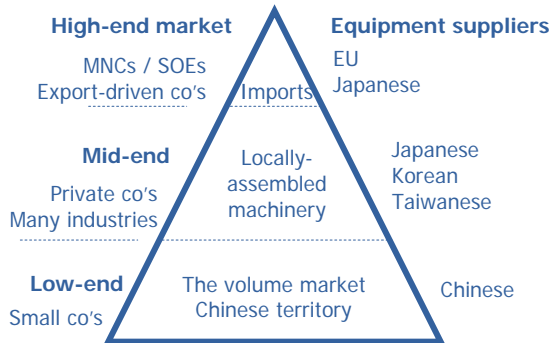 High-end market
Equipment suppliers
MNCs / SOEs
Export-driven co's
Imports
EU
Japanese
Mid-end
Private co's
Many industries
Locally-
assembled
machinery
Japanese
Korean
Taiwanese
Low-end
Small co's
The volume market
Chinese territory
Chinese